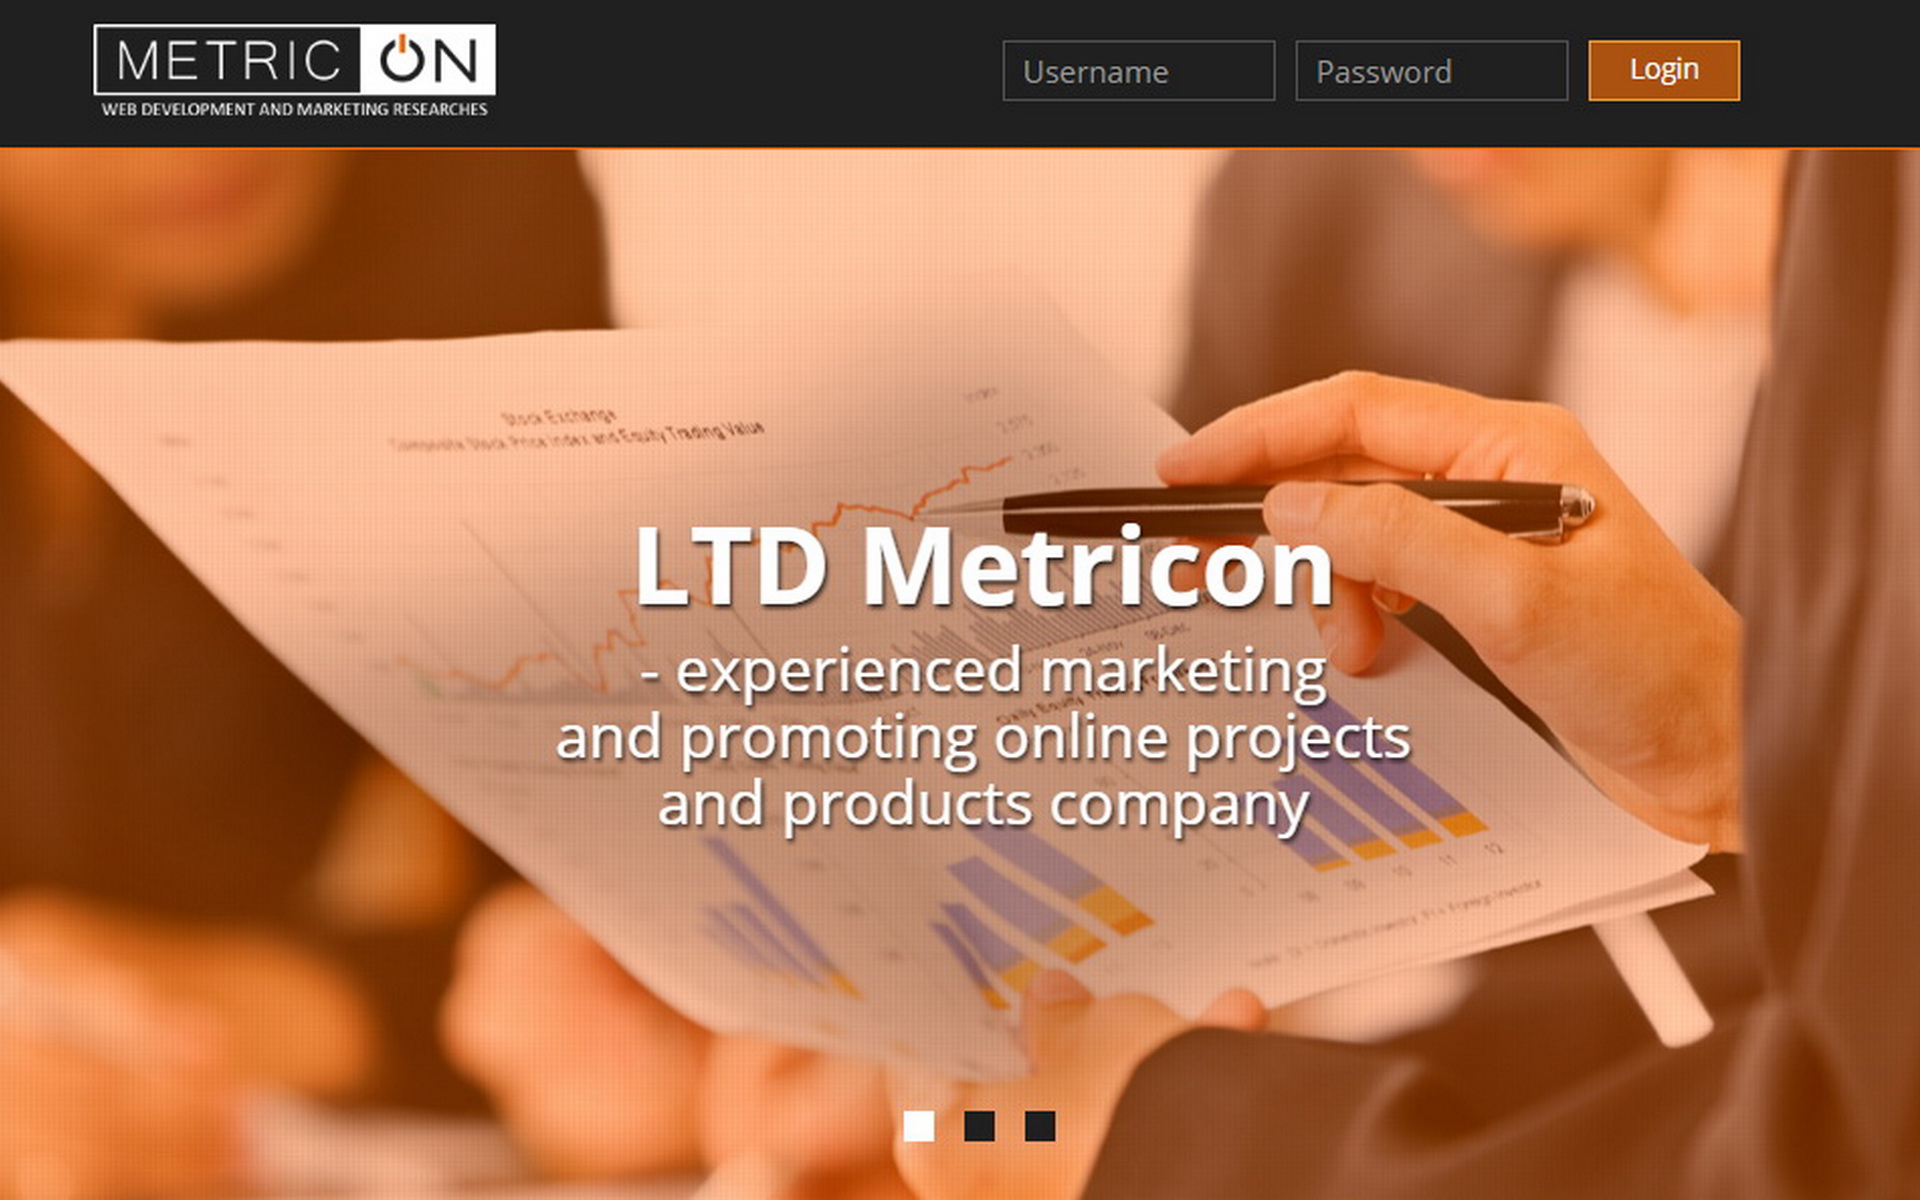 METRIC ON
WEB DEVELOPMENT AND MARKETING RESEARCHES
Username
Password
Login
Stock Exchange
Composite Stock Price Index and Equity Trading Value
LTD Metricon
- experienced marketing
and promoting online projects
and products company